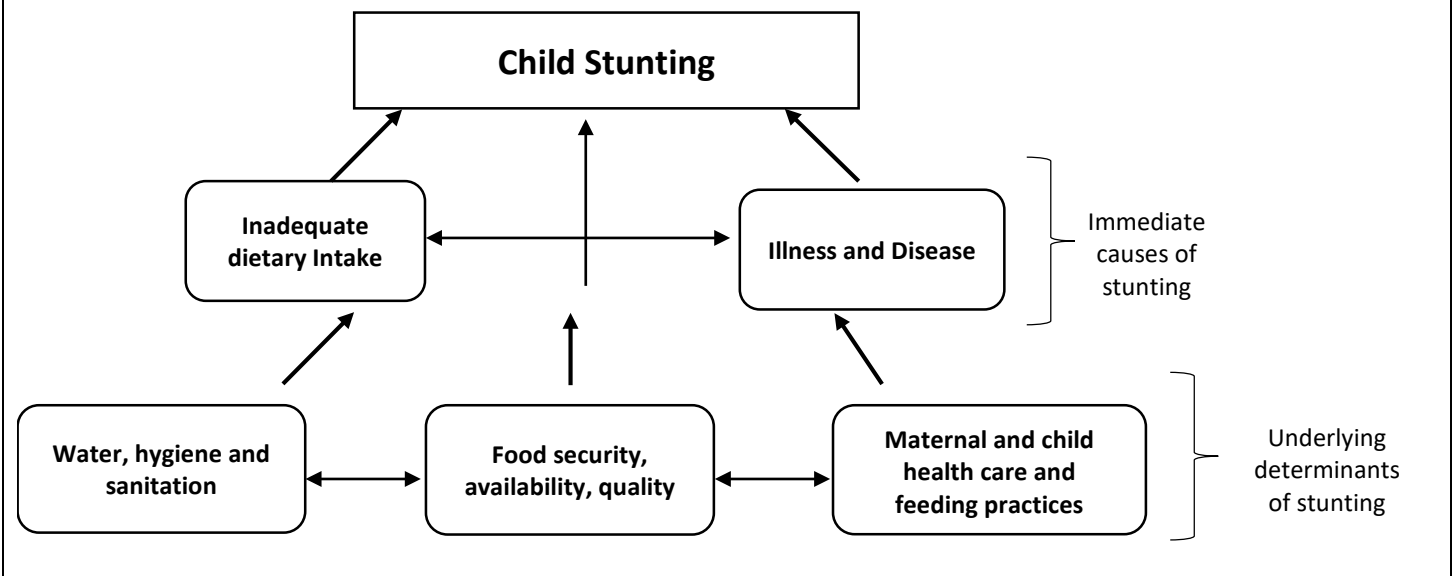 Child Stunting
Inadequate
dietary Intake
Illness and Disease
Immediate
causes of
stunting
Water, hygiene and
sanitation
Food security,
availability, quality
Maternal and child
health care and
feeding practices
Underlying
determinants
of stunting